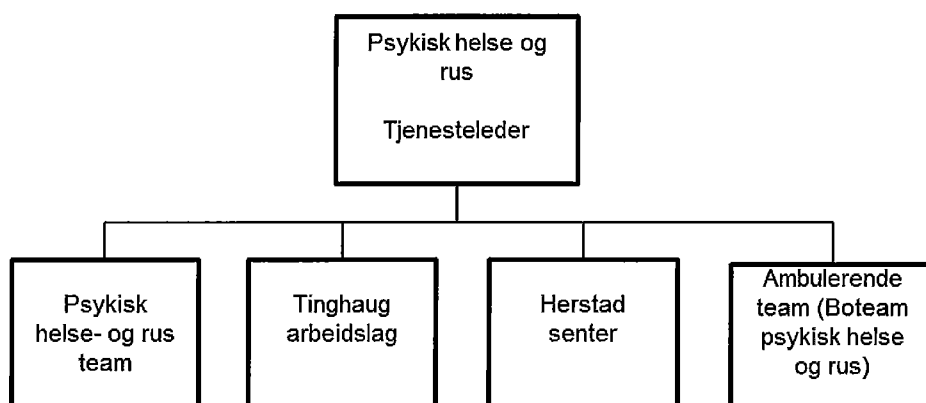 Psykisk helse og
rus
Tjenesteleder
Psykisk
helse- og rus
team
Tinghaug
arbeidslag
Herstad
senter
Ambulerende
team (Boteam
psykisk helse
og rus)